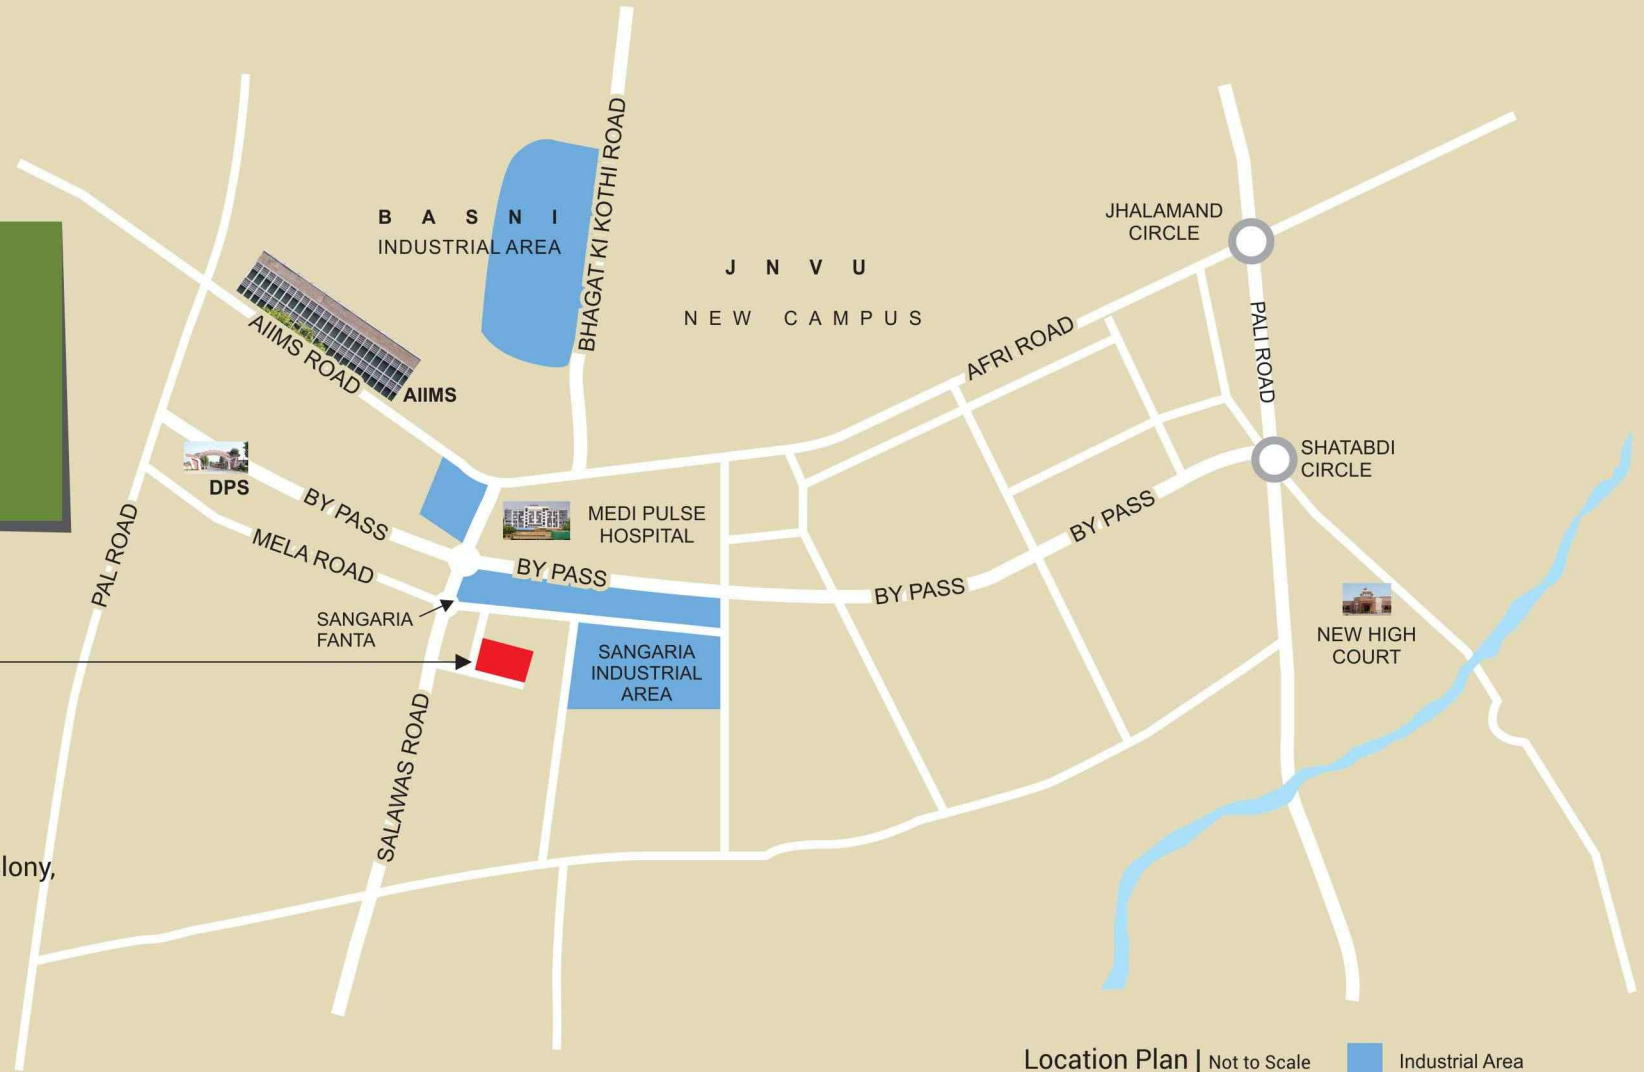 BHAGAT KI KOTHI ROAD
B A S N I
INDUSTRIAL AREA
JHALAMAND
CIRCLE
J N V U
NEW CAMPUS
AIIMS ROAD
AIIMS
AFRI ROAD
PALI ROAD
SHATABDI
CIRCLE
DPS
BY PASS
MEDI PULSE
HOSPITAL
BY PASS
PAL ROAD
MELA ROAD
BY PASS
BY PASS
SANGARIA
FANTA
NEW HIGH
COURT
SANGARIA
INDUSTRIAL
AREA
SALAWAS ROAD
lony,
Location Plan | Not to Scale
Industrial Area